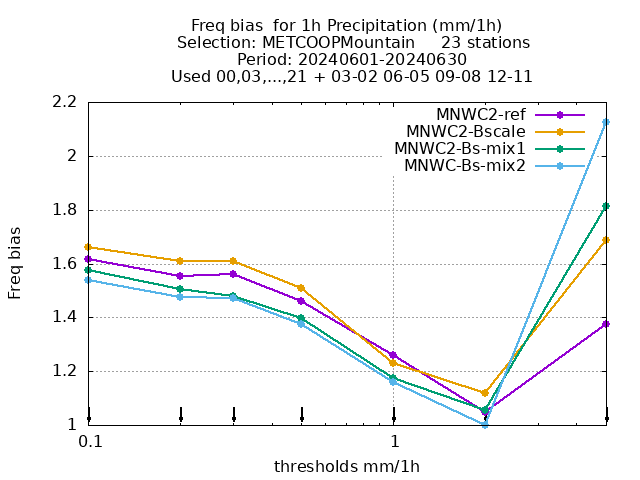 Freq bias  for 1h Precipitation (mm/1h)
Selection: METCOOPMountain     23 stations
Period: 20240601-20240630
Used 00,03,...,21 + 03-02 06-05 09-08 12-11
MNWC2-ref
MNWC2-Bscale
MNWC2-Bs-mix1
MNWC-Bs-mix2
2.2
2
1.8
1.6
1.4
1.2
1
Freq bias
0.1
1
thresholds mm/1h